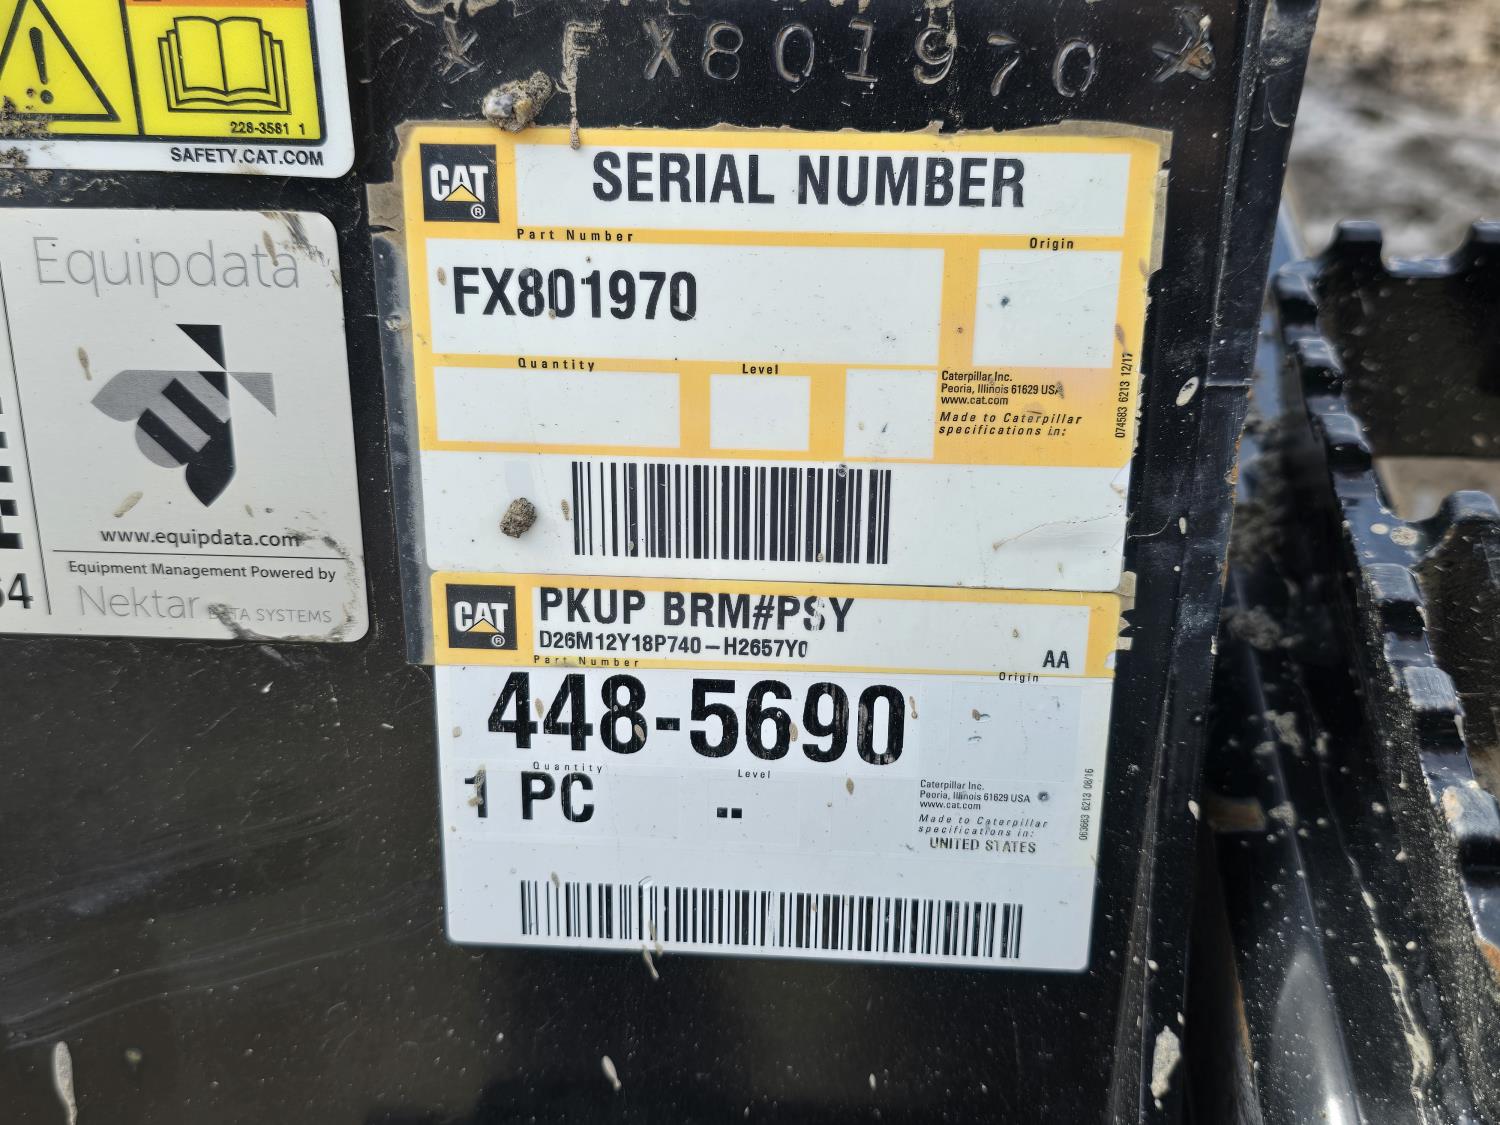 * FX801970 *
228-3581 1
SAFETY.CAT.COM
Equipdata
www.equipdata.com
Equipment Management Powered by
Nektar DATA SYSTEMS
64
CAT ®
SERIAL NUMBER
Part Number
Origin
FX801970
Quantity
Level
Caterpillar Inc.
Peoria, Illinois 61629 USA
www.cat.com
Made to Caterpillar
specifications in:
074583 6213 12/17
CAT ®
PKUP BRM#PSY
D26M12Y18P740-H2657Y0
AA
Part Number
Origin
448-5690
Quantity
Level
1 PC
--
Caterpillar Inc.
Peoria, Illinois 61629 USA
www.cat.com
Made to Caterpillar
specifications in:
UNITED STATES
063663 6213 08/16